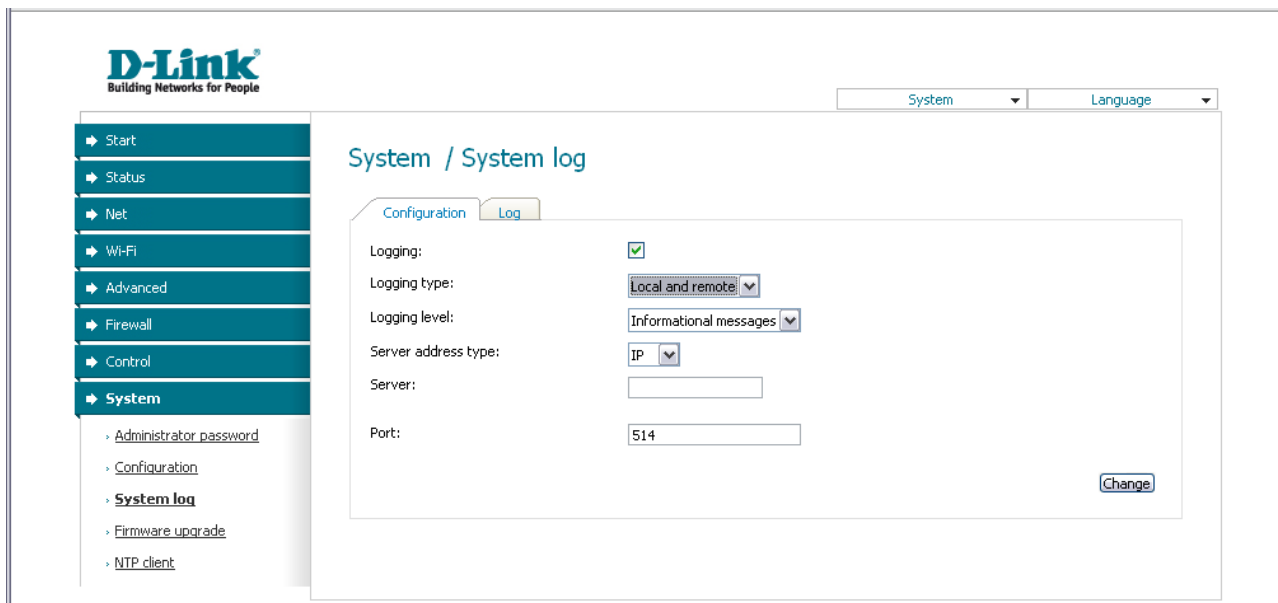 D-Link
Building Networks for People
System
Language
Start
Status
Net
Wi-Fi
Advanced
Firewall
Control
System
Administrator password
Configuration
System log
Firmware upgrade
NTP client
System / System log
Configuration
Log
Logging:
Logging type: Local and remote
Logging level: Informational messages
Server address type: IP
Server:
Port: 514
Change